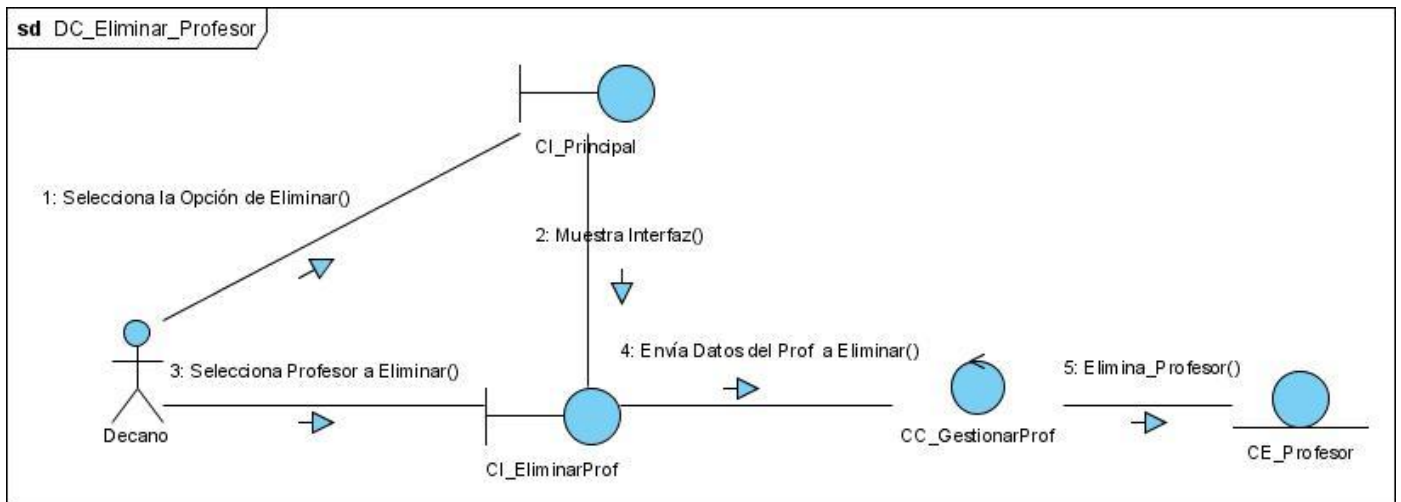 sd DC_Eliminar_Profesor
CI_Principal
1: Selecciona la Opción de Eliminar()
2: Muestra Interfaz()
4: Envía Datos del Prof a Eliminar()
3: Selecciona Profesor a Eliminar()
5: Elimina_Profesor()
Decano
CC_GestionarProf
CE_Profesor
CI_EliminarProf